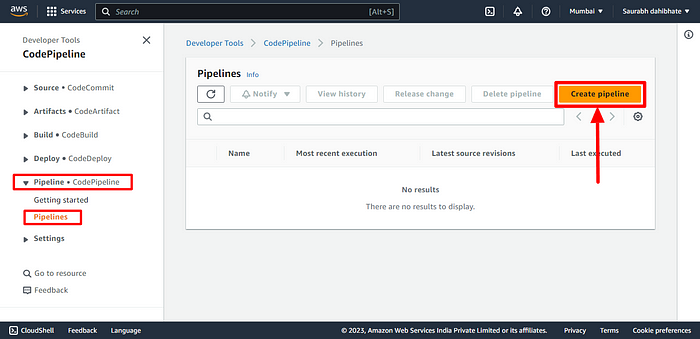 aws Services Search [Alt+S] Mumbai ▼ Saurabh dahibhate ▼
Developer Tools
CodePipeline
Source • CodeCommit
Artifacts • CodeArtifact
Build • CodeBuild
Deploy • CodeDeploy
Pipeline • CodePipeline
Getting started
Pipelines
Settings
Go to resource
Feedback
Developer Tools > CodePipeline > Pipelines
Pipelines Info
Notify ▼ View history Release change Delete pipeline Create pipeline
Name Most recent execution Latest source revisions Last executed
No results
There are no results to display.
CloudShell Feedback Language © 2023, Amazon Web Services India Private Limited or its affiliates. Privacy Terms Cookie preferences